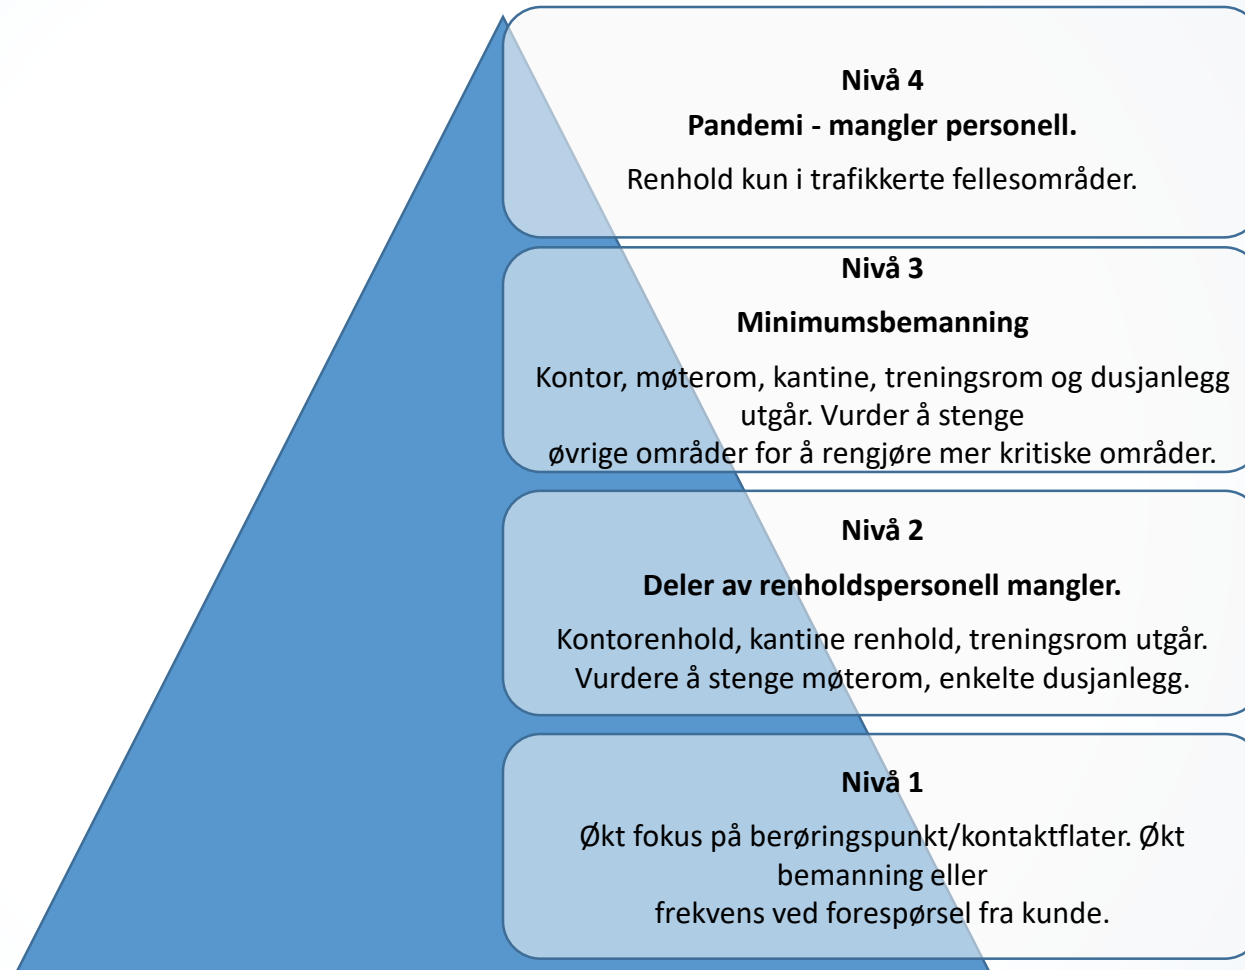 Nivå 4
Pandemi - mangler personell.
Renhold kun i trafikkerte fellesområder.
Nivå 3
Minimumsbemanning
Kontor, møterom, kantine, treningsrom og dusjanlegg
utgår. Vurder å stenge
øvrige områder for å rengjøre mer kritiske områder.
Nivå 2
Deler av renholdspersonell mangler.
Kontorenhold, kantine renhold, treningsrom utgår.
Vurdere å stenge møterom, enkelte dusjanlegg.
Nivå 1
Økt fokus på berøringspunkt/kontaktflater. Økt
bemanning eller
frekvens ved forespørsel fra kunde.